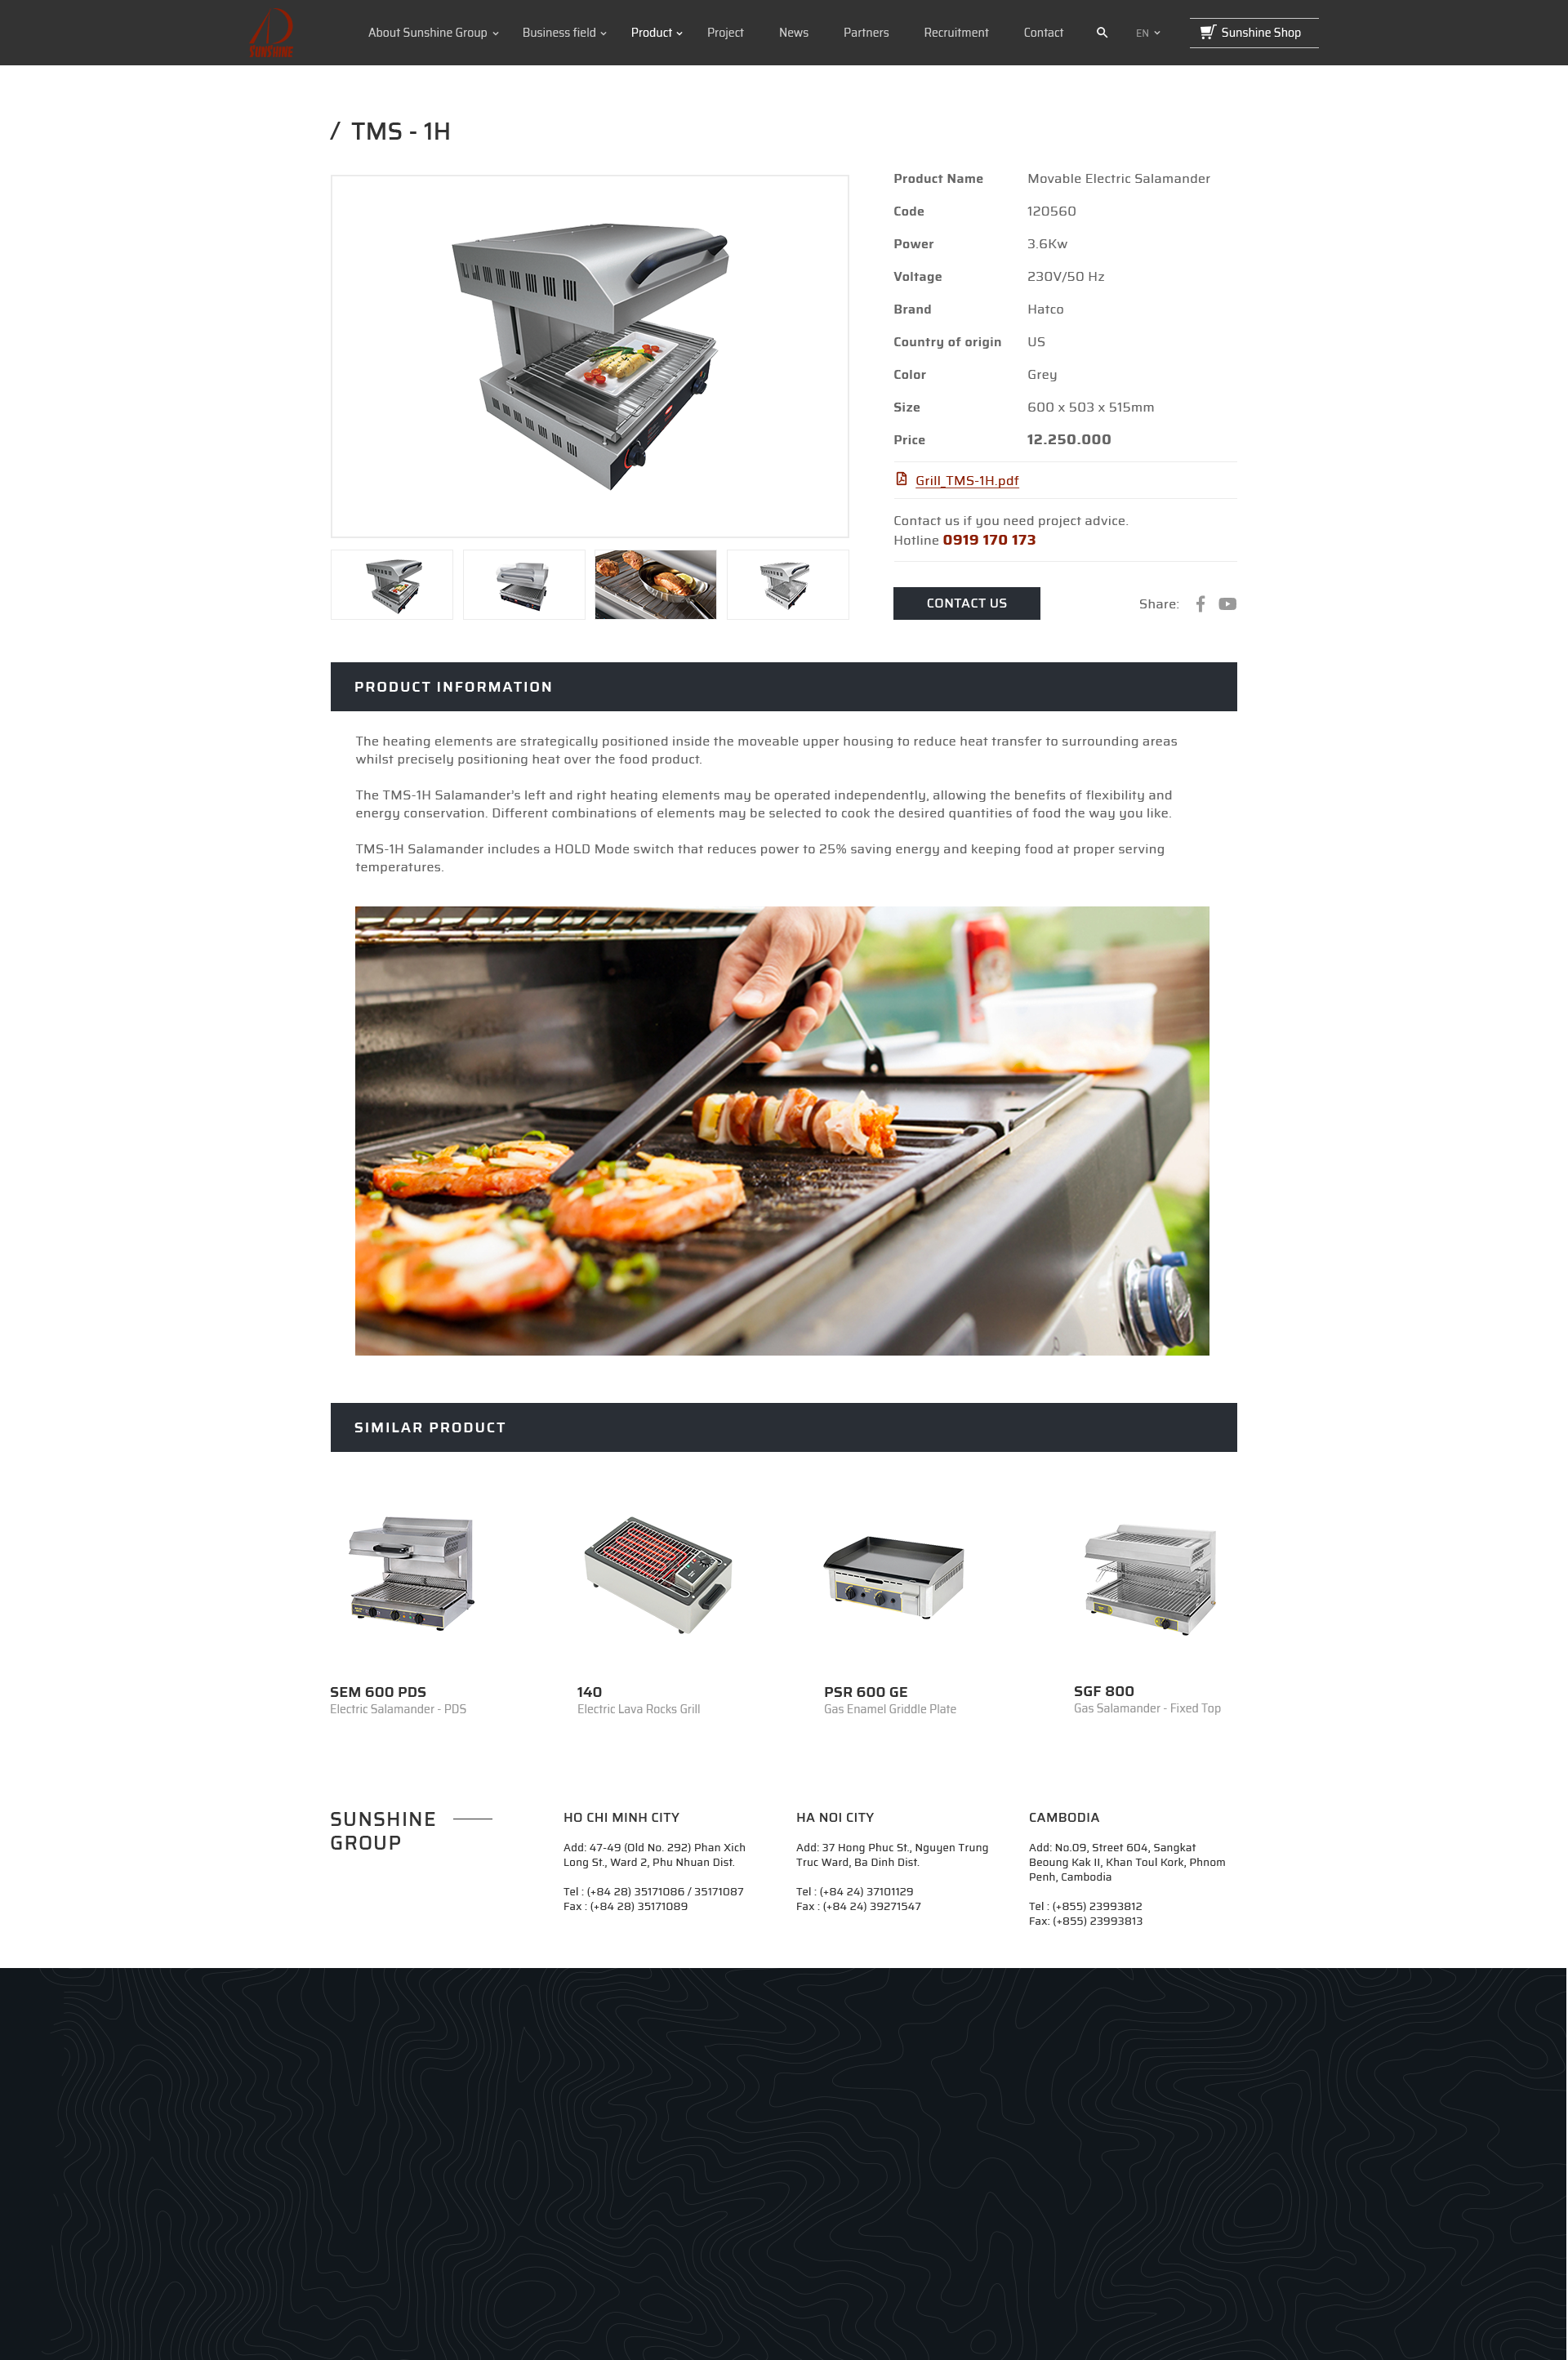 SUNSHINE
About Sunshine Group
Business field
Product
Project
News
Partners
Recruitment
Contact
EN
Sunshine Shop
/ TMS - 1H
Product Name Movable Electric Salamander
Code 120560
Power 3.6Kw
Voltage 230V/50 Hz
Brand Hatco
Country of origin US
Color Grey
Size 600 x 503 x 515mm
Price 12.250.000
Grill_TMS-1H.pdf
Contact us if you need project advice.
Hotline 0919 170 173
CONTACT US
Share:
PRODUCT INFORMATION
The heating elements are strategically positioned inside the moveable upper housing to reduce heat transfer to surrounding areas
whilst precisely positioning heat over the food product.
The TMS-1H Salamander's left and right heating elements may be operated independently, allowing the benefits of flexibility and
energy conservation. Different combinations of elements may be selected to cook the desired quantities of food the way you like.
TMS-1H Salamander includes a HOLD Mode switch that reduces power to 25% saving energy and keeping food at proper serving
temperatures.
SIMILAR PRODUCT
SEM 600 PDS
Electric Salamander - PDS
140
Electric Lava Rocks Grill
PSR 600 GE
Gas Enamel Griddle Plate
SGF 800
Gas Salamander - Fixed Top
SUNSHINE
GROUP
HO CHI MINH CITY
Add: 47-49 (Old No. 292) Phan Xich
Long St., Ward 2, Phu Nhuan Dist.
Tel : (+84 28) 35171086 / 35171087
Fax : (+84 28) 35171089
HA NOI CITY
Add: 37 Hong Phuc St., Nguyen Trung
Truc Ward, Ba Dinh Dist.
Tel : (+84 24) 37101129
Fax : (+84 24) 39271547
CAMBODIA
Add: No.09, Street 604, Sangkat
Beoung Kak II, Khan Toul Kork, Phnom
Penh, Cambodia
Tel : (+855) 23993812
Fax: (+855) 23993813